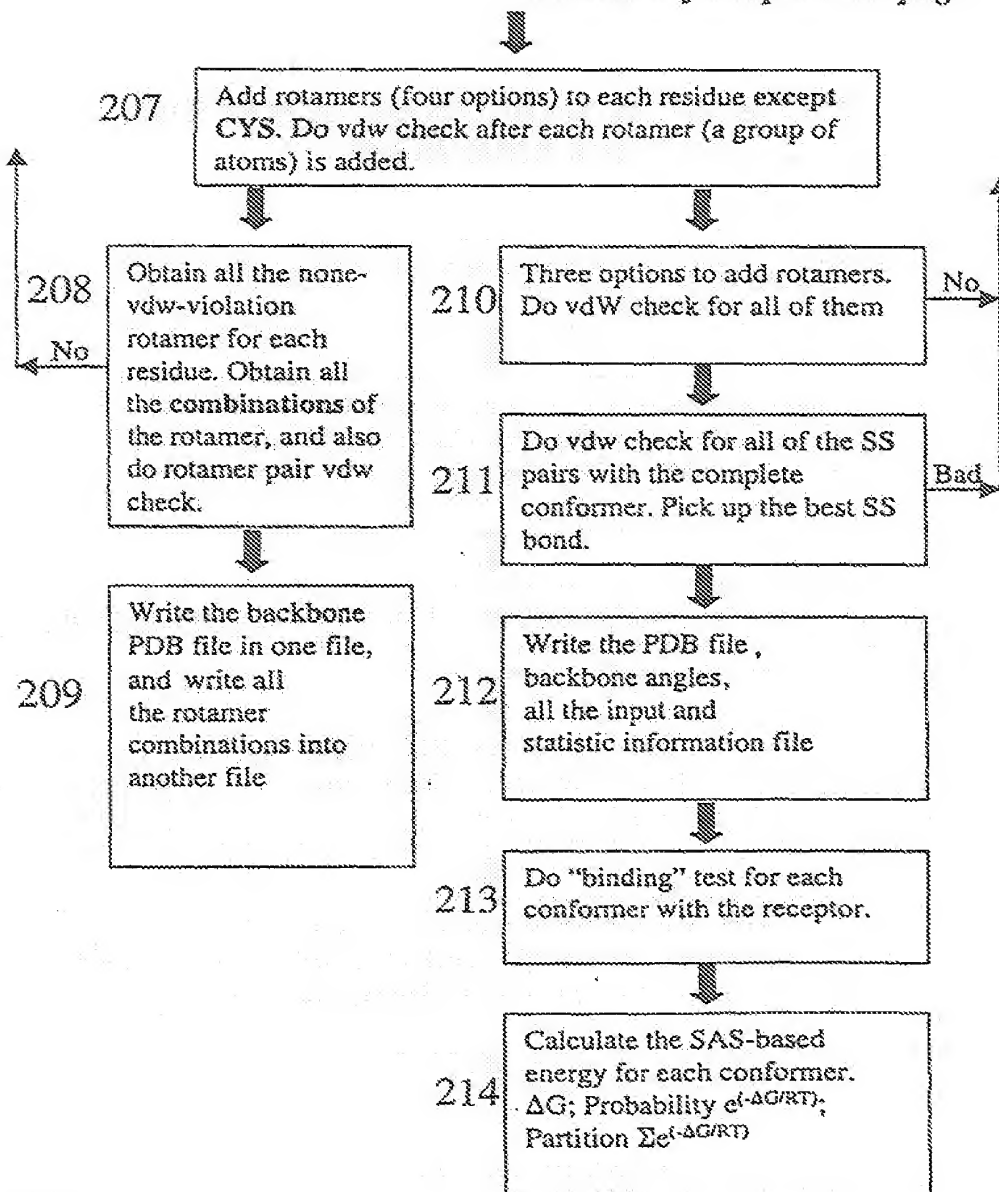 207
Add rotamers (four options) to each residue except
CYS. Do vdw check after each rotamer (a group of
atoms) is added.
208
No
Obtain all the none-
vdw-violation
rotamer for each
residue. Obtain all
the combinations of
the rotamer, and also
do rotamer pair vdw
check.
210
Three options to add rotamers.
Do vdW check for all of them
No
211
Do vdw check for all of the SS
pairs with the complete
conformer. Pick up the best SS
bond.
Bad
209
Write the backbone
PDB file in one file,
and write all
the rotamer
combinations into
another file
212
Write the PDB file ,
backbone angles,
all the input and
statistic information file
213
Do “binding” test for each
conformer with the receptor.
214
Calculate the SAS-based
energy for each conformer.
ΔG; Probability e(-ΔG/RT);
Partition Σe(-ΔG/RT)